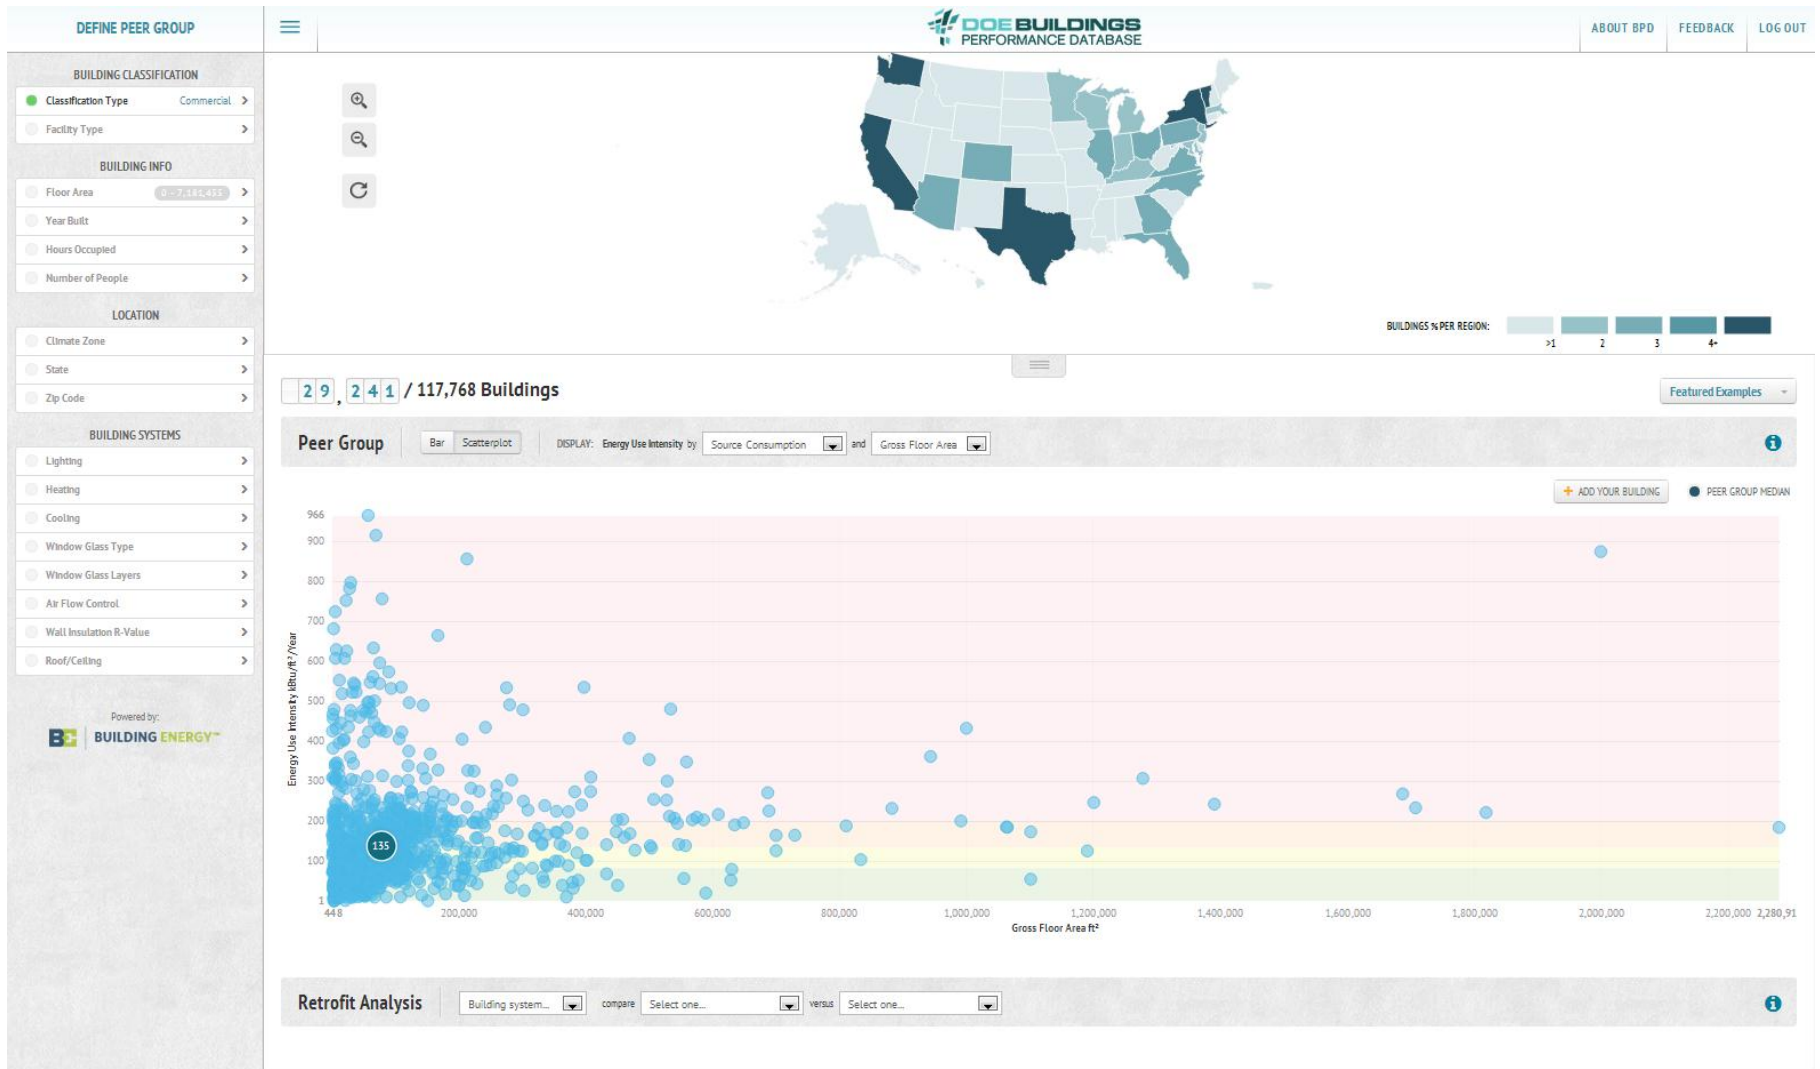 DEFINE PEER GROUP
DOE BUILDINGS
PERFORMANCE DATABASE
ABOUT BPD
FEEDBACK
LOG OUT
BUILDING CLASSIFICATION
Classification Type Commercial
Facility Type
BUILDING INFO
Floor Area 0 - 7,181,455
Year Built
Hours Occupied
Number of People
LOCATION
Climate Zone
State
Zip Code
BUILDING SYSTEMS
Lighting
Heating
Cooling
Window Glass Type
Window Glass Layers
Air Flow Control
Wall Insulation R-Value
Roof/Ceiling
Powered by:
BUILDING ENERGY™
BUILDINGS % PER REGION:
>1 2 3 4+
29,241 / 117,768 Buildings
Featured Examples
Peer Group Bar Scatterplot DISPLAY: Energy Use Intensity by Source Consumption and Gross Floor Area
+ ADD YOUR BUILDING PEER GROUP MEDIAN
966
900
800
700
600
500
400
300
200
100
1
Energy Use Intensity kBtu/ft²/Year
135
448 200,000 400,000 600,000 800,000 1,000,000 1,200,000 1,400,000 1,600,000 1,800,000 2,000,000 2,200,000 2,280,91
Gross Floor Area ft²
Retrofit Analysis Building system... compare Select one... versus Select one...